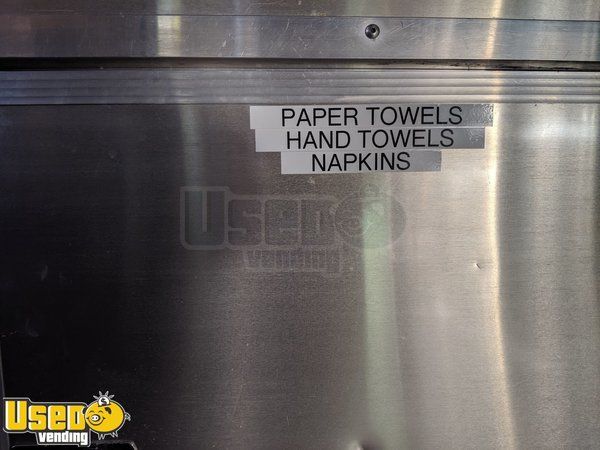 PAPER TOWELS
HAND TOWELS
NAPKINS
Used
vending
Used
vending